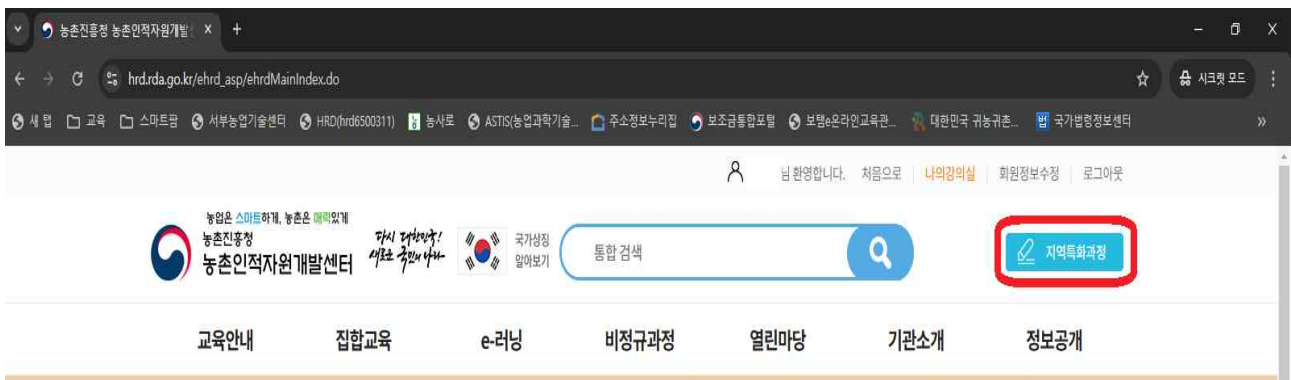 농촌진흥청 농촌인적자원개발
hrd.rda.go.kr/ehrd_asp/ehrdMainIndex.do
시크릿 모드
새 탭 교육 스마트팜 서부농업기술센터 HRD(hrd6500311) 농사로 ASTIS(농업과학기술... 주소정보누리집 보조금통합포털 보탬e온라인교육관... 대한민국 귀농귀촌... 국가법령정보센터 »
님 환영합니다. 처음으로 나의강의실 회원정보수정 로그아웃
농업은 스마트하게, 농촌은 매력있게
농촌진흥청
농촌인적자원개발센터
다시 대한민국!
새로운 국민의 나라
국가상징
알아보기
통합 검색
지역특화과정
교육안내 집합교육 e-러닝 비정규과정 열린마당 기관소개 정보공개